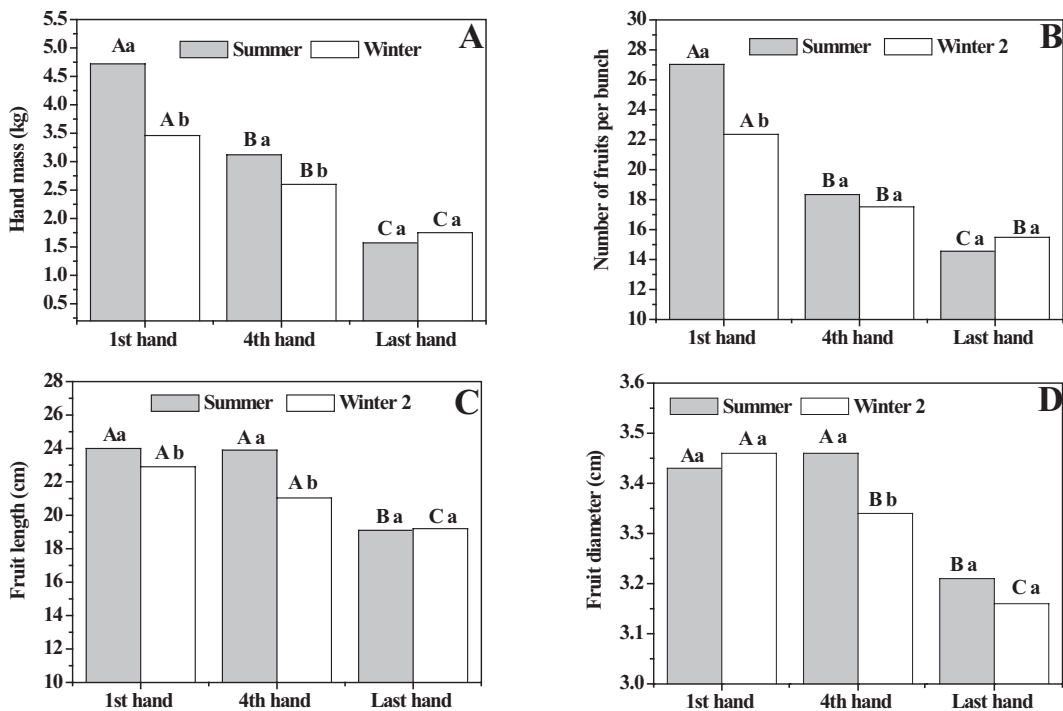 A
Summer Winter
Hand mass (kg)
5.5
5.0
4.5
4.0
3.5
3.0
2.5
2.0
1.5
1.0
0.5
Aa
A b
B a
B b
C a
C a
1st hand 4th hand Last hand
B
Summer Winter 2
Number of fruits per bunch
30
28
26
24
22
20
18
16
14
12
10
Aa
A b
B a
B a
C a
B a
1st hand 4th hand Last hand
C
Summer Winter 2
Fruit length (cm)
28
26
24
22
20
19
18
16
14
12
10
Aa
A b
A a
A b
B a
C a
1st hand 4th hand Last hand
D
Summer Winter 2
Fruit diameter (cm)
3.6
3.5
3.4
3.3
3.2
3.1
3.0
Aa
A a
A a
B b
B a
C a
1st hand 4th hand Last hand